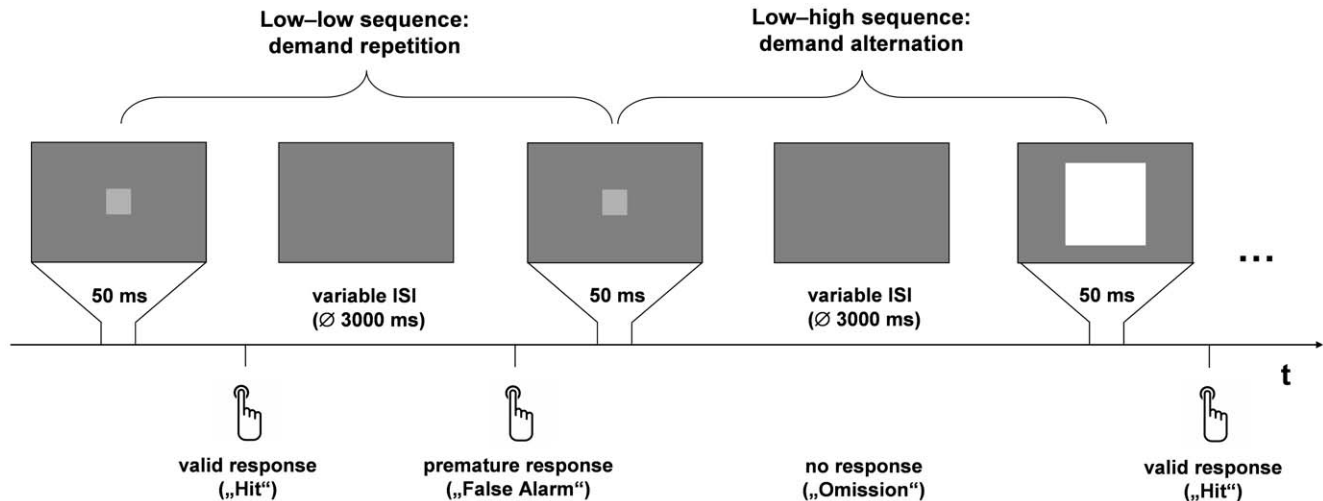 Low–low sequence:
demand repetition
Low–high sequence:
demand alternation
50 ms
variable ISI
(∅ 3000 ms)
50 ms
variable ISI
(∅ 3000 ms)
50 ms
...
t
valid response
(„Hit“)
premature response
(„False Alarm“)
no response
(„Omission“)
valid response
(„Hit“)